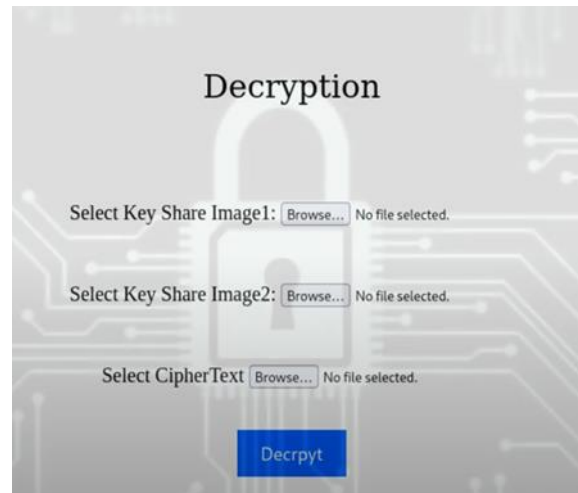 Decryption
Select Key Share Image1: Browse... No file selected.
Select Key Share Image2: Browse... No file selected.
Select CipherText Browse... No file selected.
Decrpyt